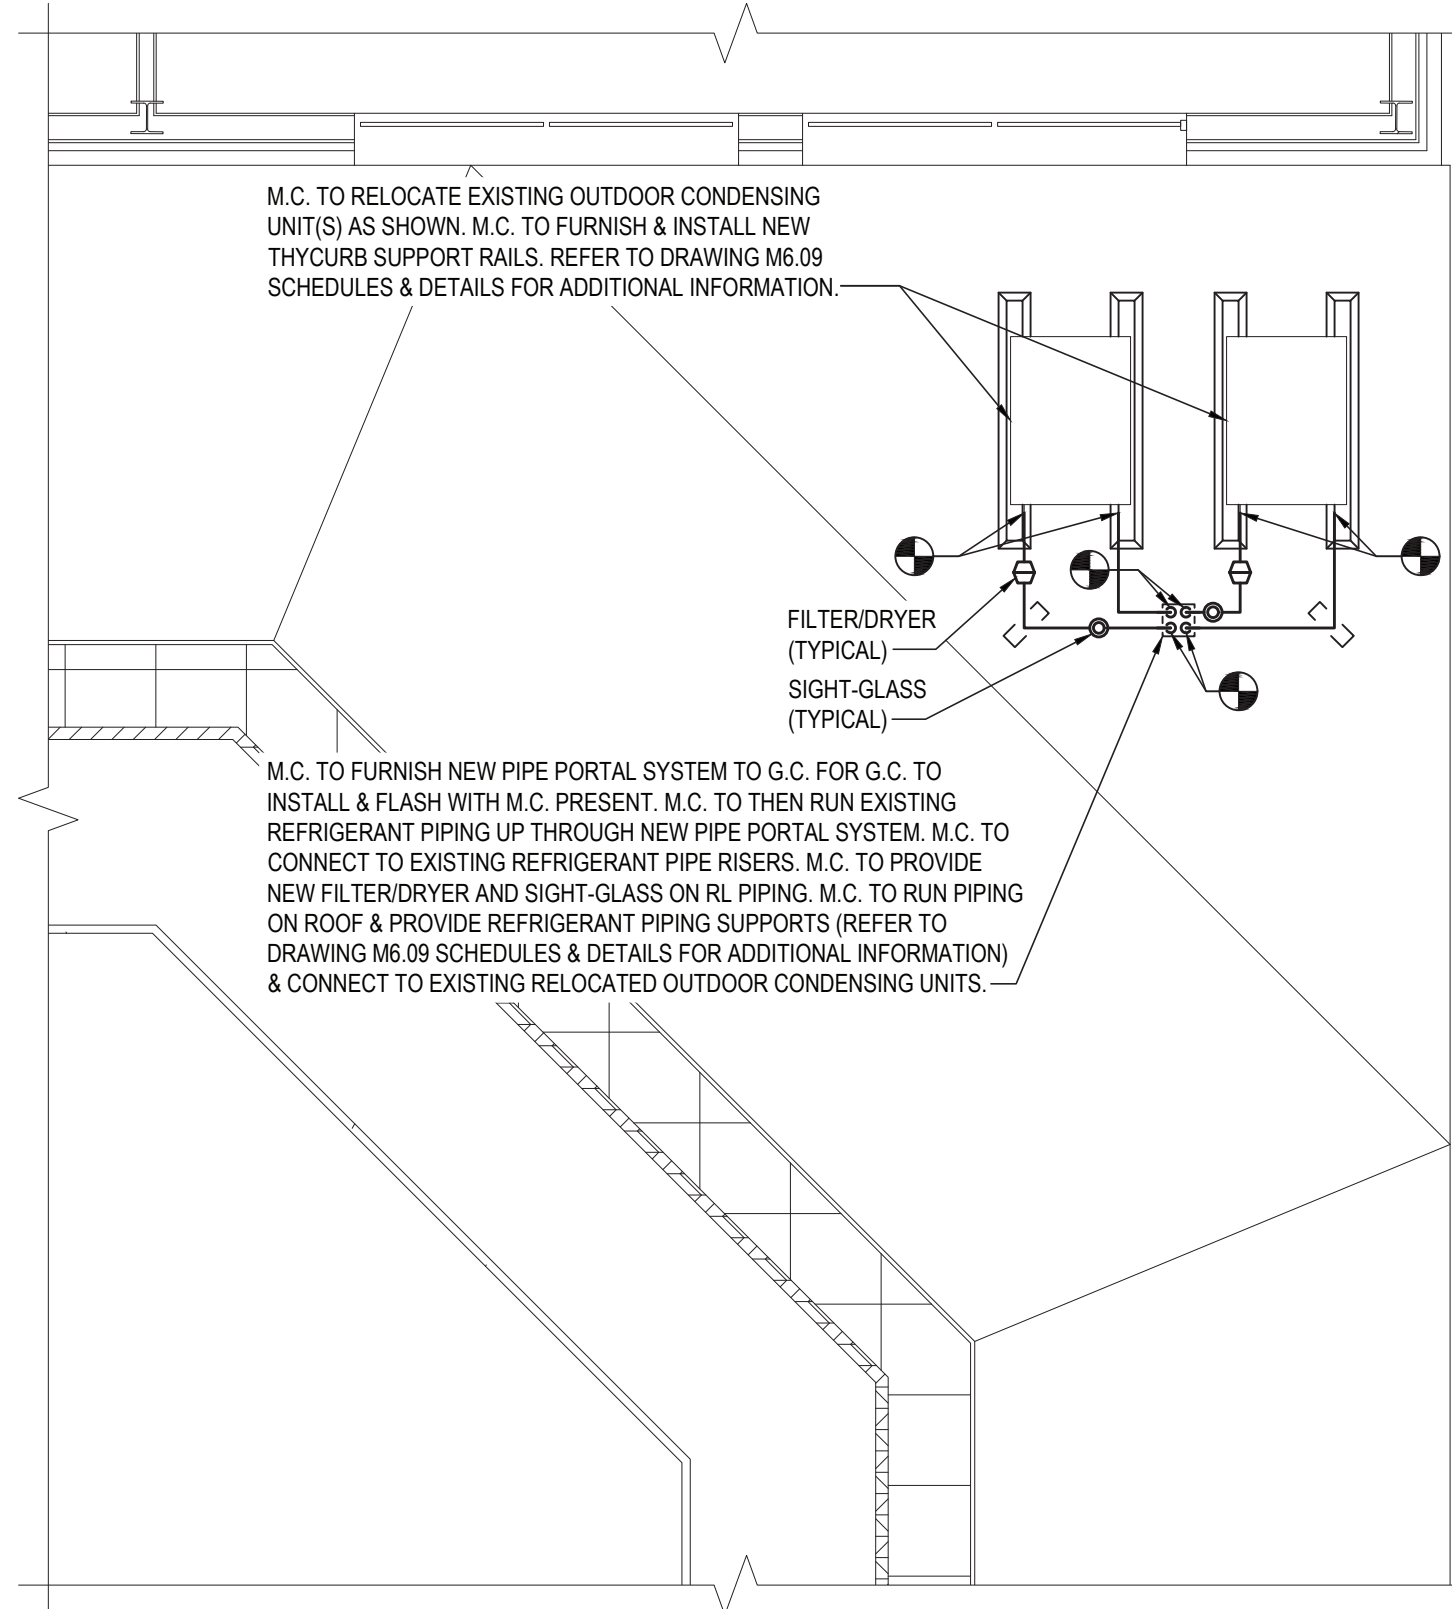 M.C. TO RELOCATE EXISTING OUTDOOR CONDENSING
UNIT(S) AS SHOWN. M.C. TO FURNISH & INSTALL NEW
THYCURB SUPPORT RAILS. REFER TO DRAWING M6.09
SCHEDULES & DETAILS FOR ADDITIONAL INFORMATION.
FILTER/DRYER
(TYPICAL)
SIGHT-GLASS
(TYPICAL)
M.C. TO FURNISH NEW PIPE PORTAL SYSTEM TO G.C. FOR G.C. TO
INSTALL & FLASH WITH M.C. PRESENT. M.C. TO THEN RUN EXISTING
REFRIGERANT PIPING UP THROUGH NEW PIPE PORTAL SYSTEM. M.C. TO
CONNECT TO EXISTING REFRIGERANT PIPE RISERS. M.C. TO PROVIDE
NEW FILTER/DRYER AND SIGHT-GLASS ON RL PIPING. M.C. TO RUN PIPING
ON ROOF & PROVIDE REFRIGERANT PIPING SUPPORTS (REFER TO
DRAWING M6.09 SCHEDULES & DETAILS FOR ADDITIONAL INFORMATION)
& CONNECT TO EXISTING RELOCATED OUTDOOR CONDENSING UNITS.